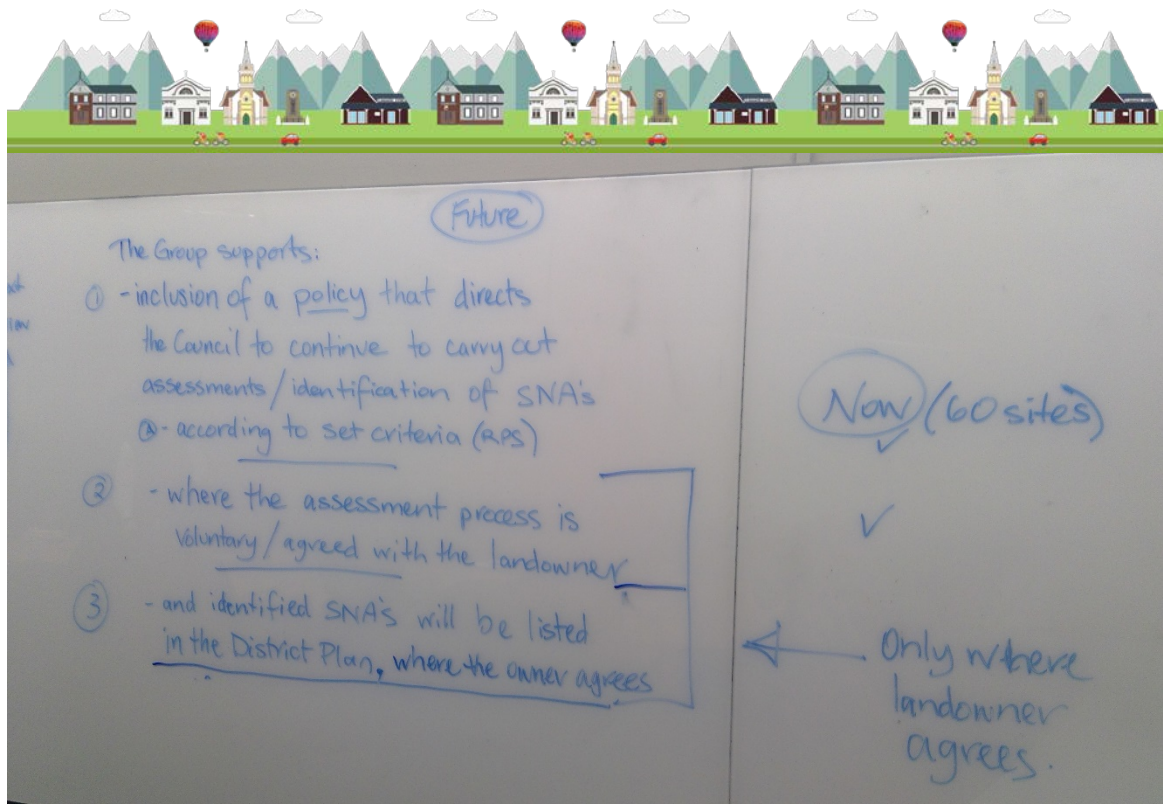 Future
The Group supports:
① - inclusion of a policy that directs
the Council to continue to carry out
assessments/identification of SNA's
Ⓐ - according to set criteria (RPS)
② - where the assessment process is
voluntary/agreed with the landowner
③ - and identified SNA's will be listed
in the District Plan, where the owner agrees
Now (60 sites)
✓
✓
Only where
landowner
agrees.